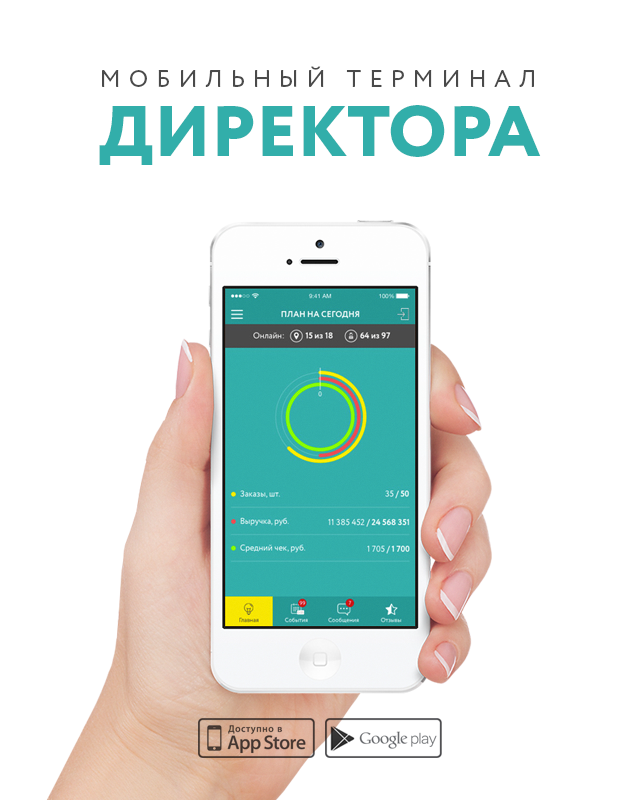 МОБИЛЬНЫЙ ТЕРМИНАЛ
ДИРЕКТОРА
9:41 AM 100%
ПЛАН НА СЕГОДНЯ
Онлайн: 15 из 18 64 из 97
0
Заказы, шт. 35 / 50
Выручка, руб. 11 385 452 / 24 568 351
Средний чек, руб. 1 705 / 1 700
99 7
Главная События Сообщения Отзывы
Доступно в
App Store
Google play